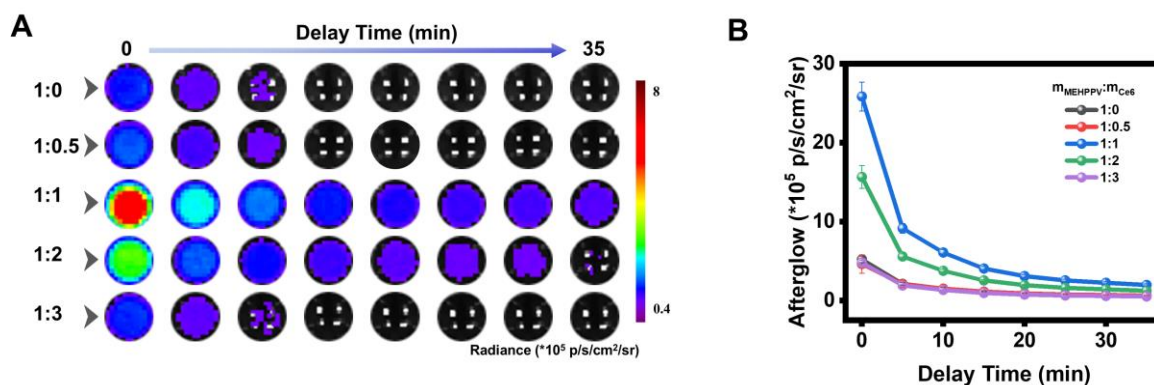 A
Delay Time (min)
0
35
1:0
1:0.5
1:1
1:2
1:3
8
0.4
Radiance (*10⁵ p/s/cm²/sr)
B
Afterglow (*10⁵ p/s/cm²/sr)
30
20
10
0
m_MEHPPV:m_Ce6
1:0
1:0.5
1:1
1:2
1:3
0 10 20 30
Delay Time (min)